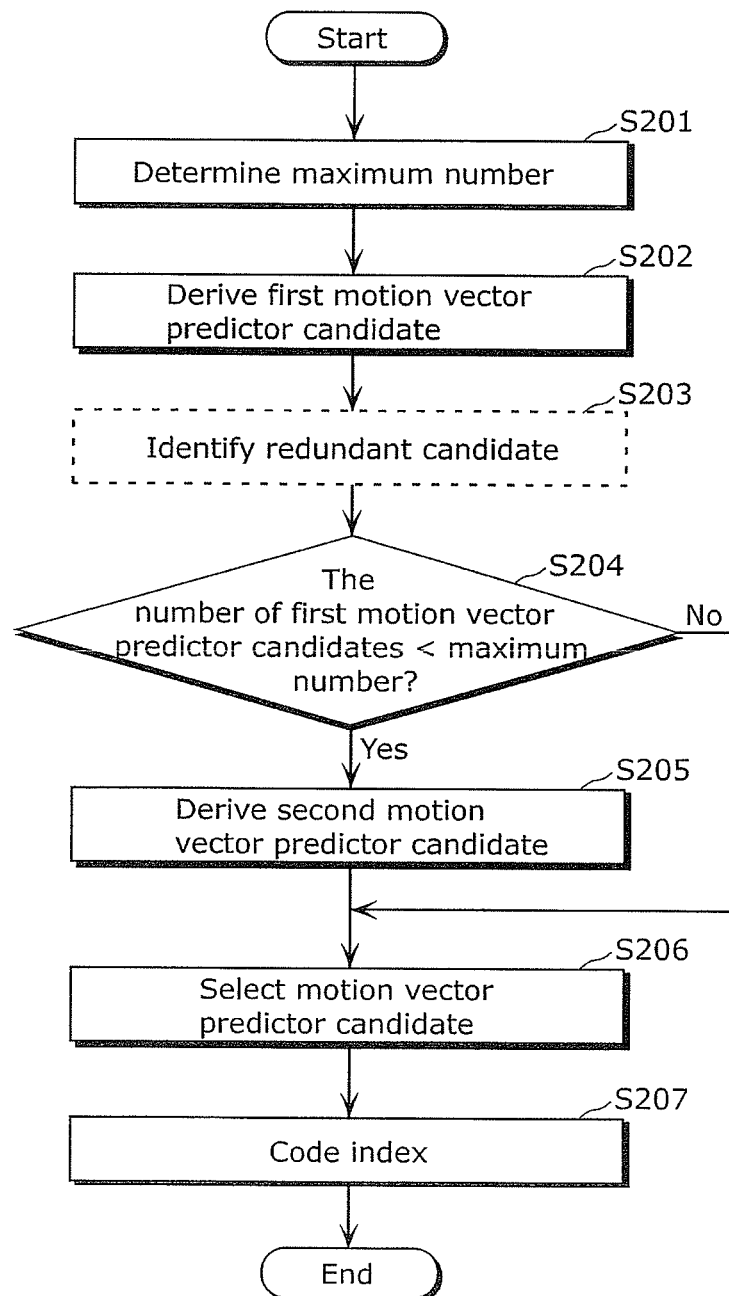 Start
S201
Determine maximum number
S202
Derive first motion vector
predictor candidate
S203
Identify redundant candidate
S204
The
number of first motion vector
predictor candidates < maximum
number?
No
Yes
S205
Derive second motion
vector predictor candidate
S206
Select motion vector
predictor candidate
S207
Code index
End